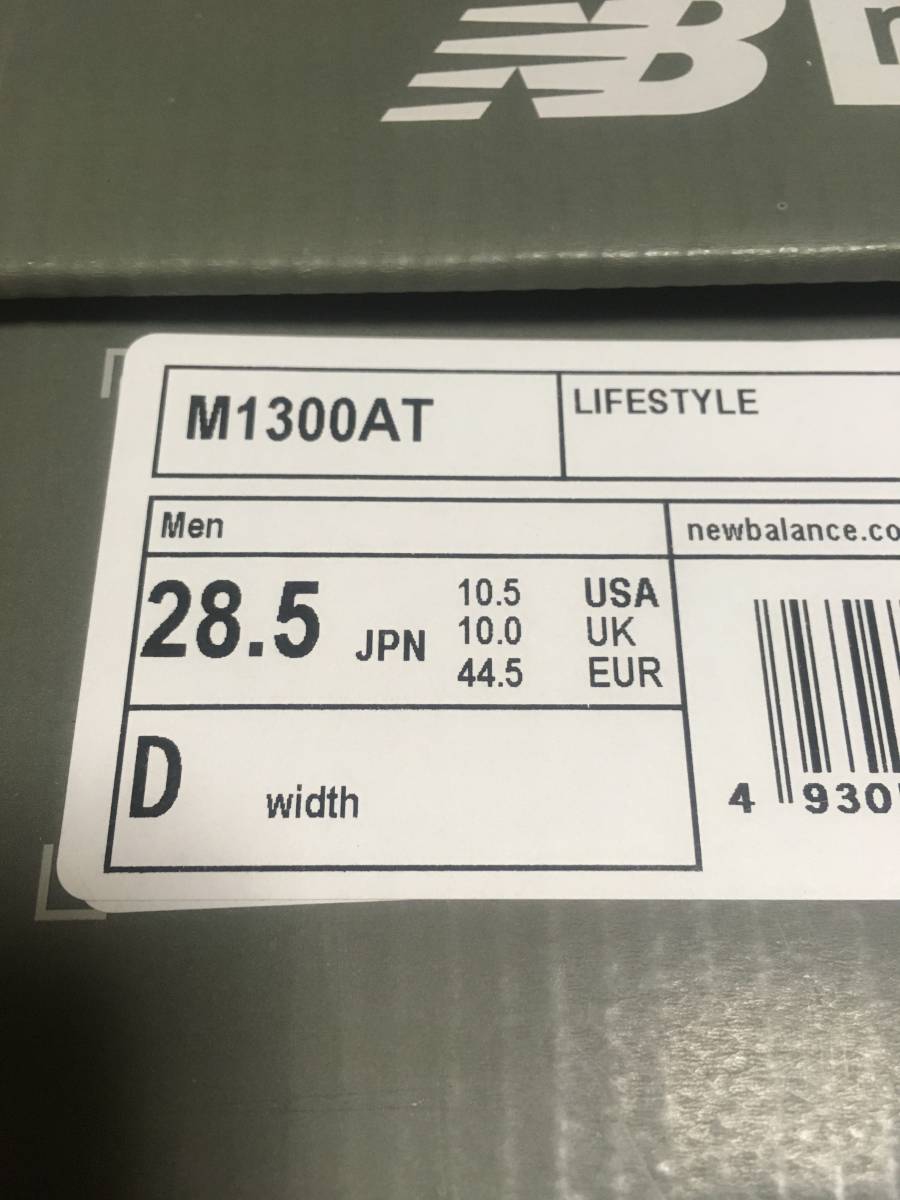 NB
M1300AT
LIFESTYLE
Men
newbalance.co
28.5 JPN
10.5 USA
10.0 UK
44.5 EUR
D width
4 930